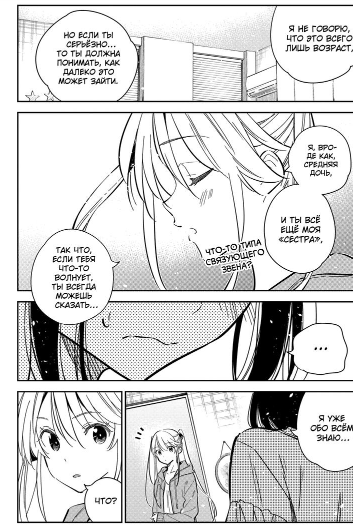 Я НЕ ГОВОРЮ,
ЧТО ЭТО ВСЕГО
ЛИШЬ ВОЗРАСТ,
НО ЕСЛИ ТЫ
СЕРЬЁЗНО...
ТО ТЫ ДОЛЖНА
ПОНИМАТЬ, КАК
ДАЛЕКО ЭТО
МОЖЕТ ЗАЙТИ.
Я, ВРО-
ДЕ КАК,
СРЕДНЯЯ
ДОЧЬ,
И ТЫ ВСЁ
ЕЩЁ МОЯ
«СЕСТРА»,
ЧТО-ТО ТИПА
СВЯЗУЮЩЕГО
ЗВЕНА?
ТАК ЧТО,
ЕСЛИ ТЕБЯ
ЧТО-ТО
ВОЛНУЕТ,
ТЫ ВСЕГДА
МОЖЕШЬ
СКАЗАТЬ...
...
Я УЖЕ
ОБО ВСЁМ
ЗНАЮ...
ЧТО?